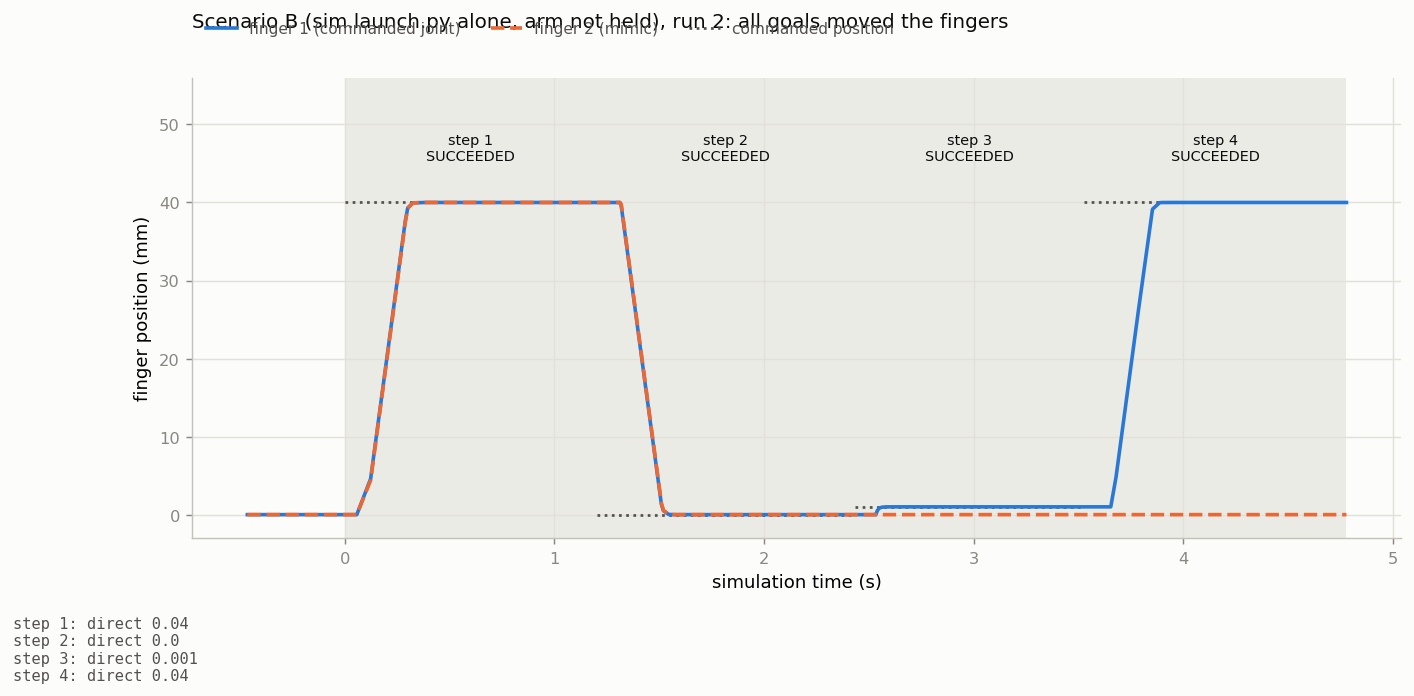 Scenario B (sim.launch.py alone, arm not held), run 2: all goals moved the fingers
finger 1 (commanded joint) finger 2 (mimic) commanded position
50
40
30
20
10
0
finger position (mm)
step 1
SUCCEEDED
step 2
SUCCEEDED
step 3
SUCCEEDED
step 4
SUCCEEDED
0 1 2 3 4 5
simulation time (s)
step 1: direct 0.04
step 2: direct 0.0
step 3: direct 0.001
step 4: direct 0.04